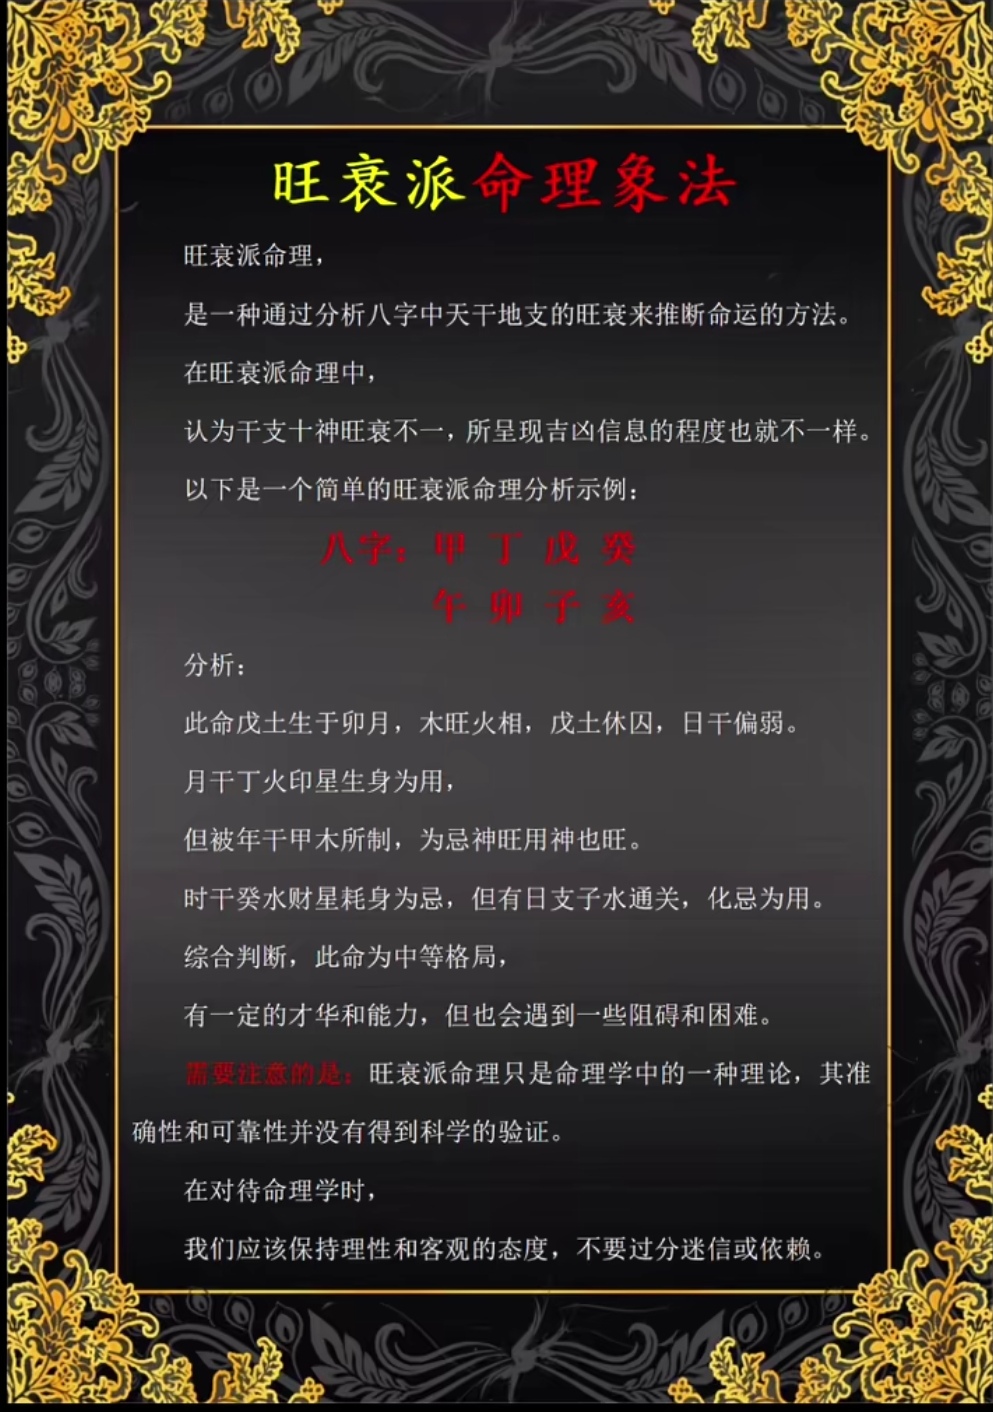 旺衰派命理象法
旺衰派命理，
是一种通过分析八字中天干地支的旺衰来推断命运的方法。
在旺衰派命理中，
认为干支十神旺衰不一，所呈现吉凶信息的程度也就不一样。
以下是一个简单的旺衰派命理分析示例：
八字：甲 丁 戊 癸
午 卯 子 亥
分析：
此命戊土生于卯月，木旺火相，戊土休囚，日干偏弱。
月干丁火印星生身为用，
但被年干甲木所制，为忌神旺用神也旺。
时干癸水财星耗身为忌，但有日支子水通关，化忌为用。
综合判断，此命为中等格局，
有一定的才华和能力，但也会遇到一些阻碍和困难。
需要注意的是：旺衰派命理只是命理学中的一种理论，其准
确性和可靠性并没有得到科学的验证。
在对待命理学时，
我们应该保持理性和客观的态度，不要过分迷信或依赖。